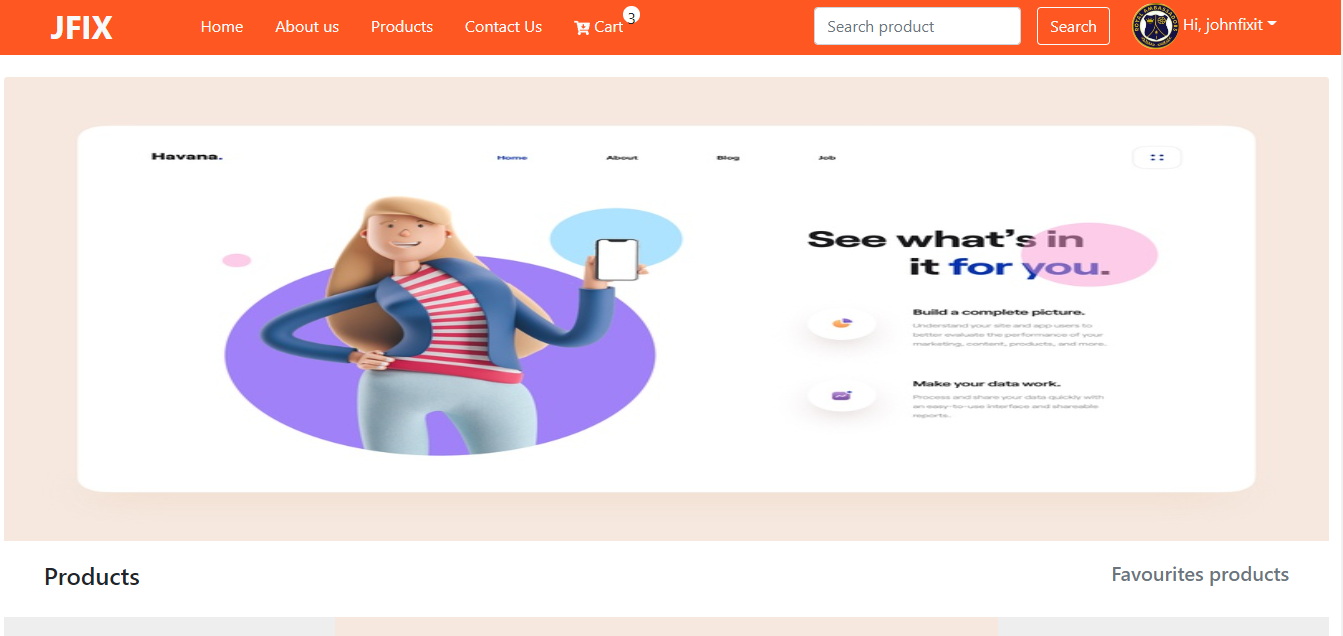 JFIX
Home
About us
Products
Contact Us
Cart
3
Search product
Search
ROYAL AMBASSADORS
Hi, johnfixit
Havana.
Home
About
Blog
Job
See what's in
it for you.
Build a complete picture.
Understand your site and app users to
better evaluate the performance of your
marketing, content, products, and more.
Make your data work.
Process and share your data quickly with
an easy-to-use interface and shareable
reports.
Products
Favourites products